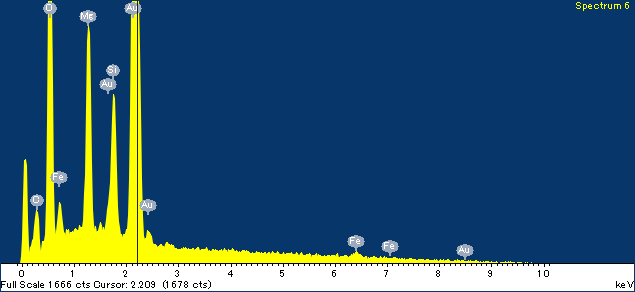 Spectrum 6
O
Au
Mg
Si
Au
Fe
C
Au
Fe
Fe
Au
0 1 2 3 4 5 6 7 8 9 10
Full Scale 1666 cts Cursor: 2.209 (1678 cts)
keV